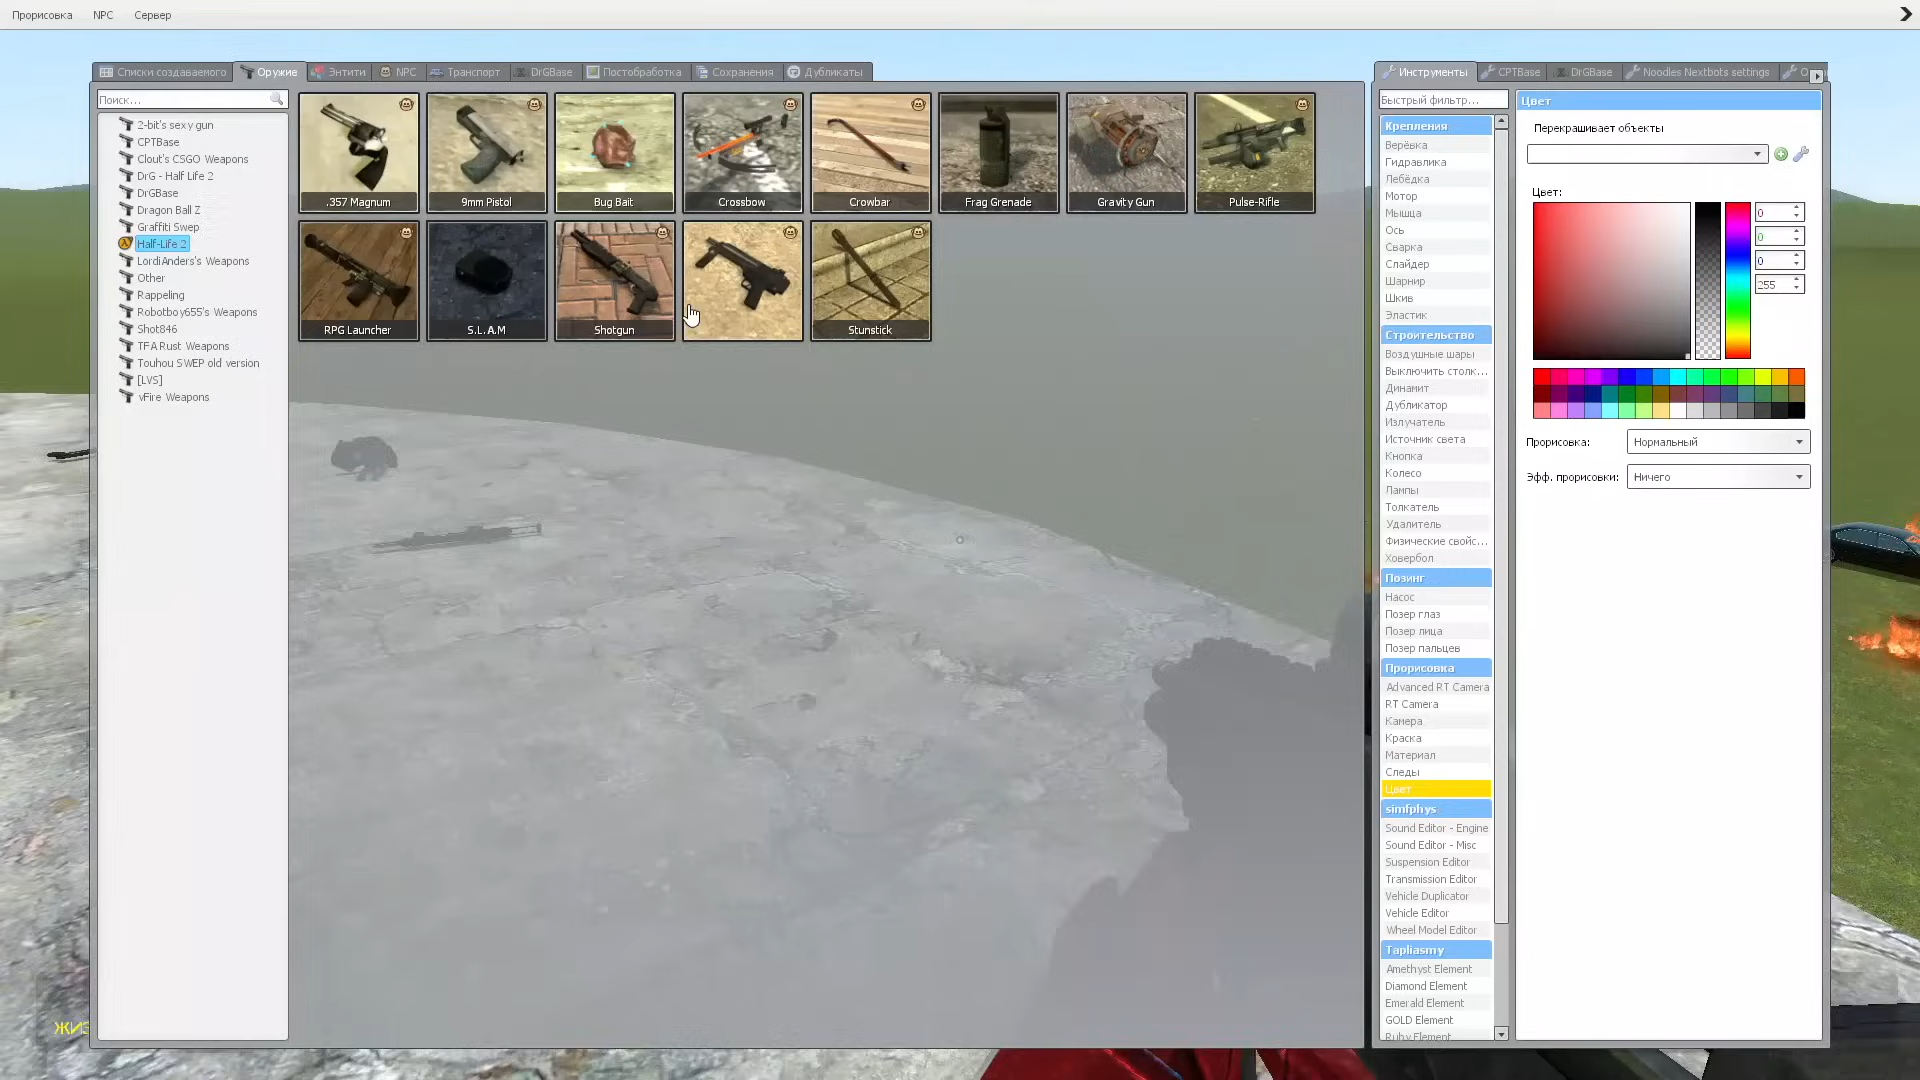 Прорисовка NPC Сервер
Списки создаваемого Оружие Энтити NPC Транспорт DrGBase Постобработка Сохранения Дубликаты
Инструменты CPTBase DrGBase Noodles Nextbots settings
Поиск...
2-bit's sexy gun
CPTBase
Clout's CSGO Weapons
DrG - Half Life 2
DrGBase
Dragon Ball Z
Graffiti Swep
Half-Life 2
LordiAnders's Weapons
Other
Rappeling
Robotboy655's Weapons
Shot846
TFA Rust Weapons
Touhou SWEP old version
[LVS]
vFire Weapons
.357 Magnum
9mm Pistol
Bug Bait
Crossbow
Crowbar
Frag Grenade
Gravity Gun
Pulse-Rifle
RPG Launcher
S.L.A.M
Shotgun
Stunstick
Быстрый фильтр...
Крепления
Верёвка
Гидравлика
Лебёдка
Мотор
Мышца
Ось
Сварка
Слайдер
Шарнир
Шкив
Эластик
Строительство
Воздушные шары
Выключить столк...
Динамит
Дубликатор
Излучатель
Источник света
Кнопка
Колесо
Лампы
Толкатель
Удалитель
Физические свойс...
Ховербол
Позинг
Насос
Позер глаз
Позер лица
Позер пальцев
Прорисовка
Advanced RT Camera
RT Camera
Камера
Краска
Материал
Следы
Цвет
simfphys
Sound Editor - Engine
Sound Editor - Misc
Suspension Editor
Transmission Editor
Vehicle Duplicator
Vehicle Editor
Wheel Model Editor
Tapliasmy
Amethyst Element
Diamond Element
Emerald Element
GOLD Element
Ruby Element
Цвет
Перекрашивает объекты
Цвет:
0
0
0
255
Прорисовка: Нормальный
Эфф. прорисовки: Ничего